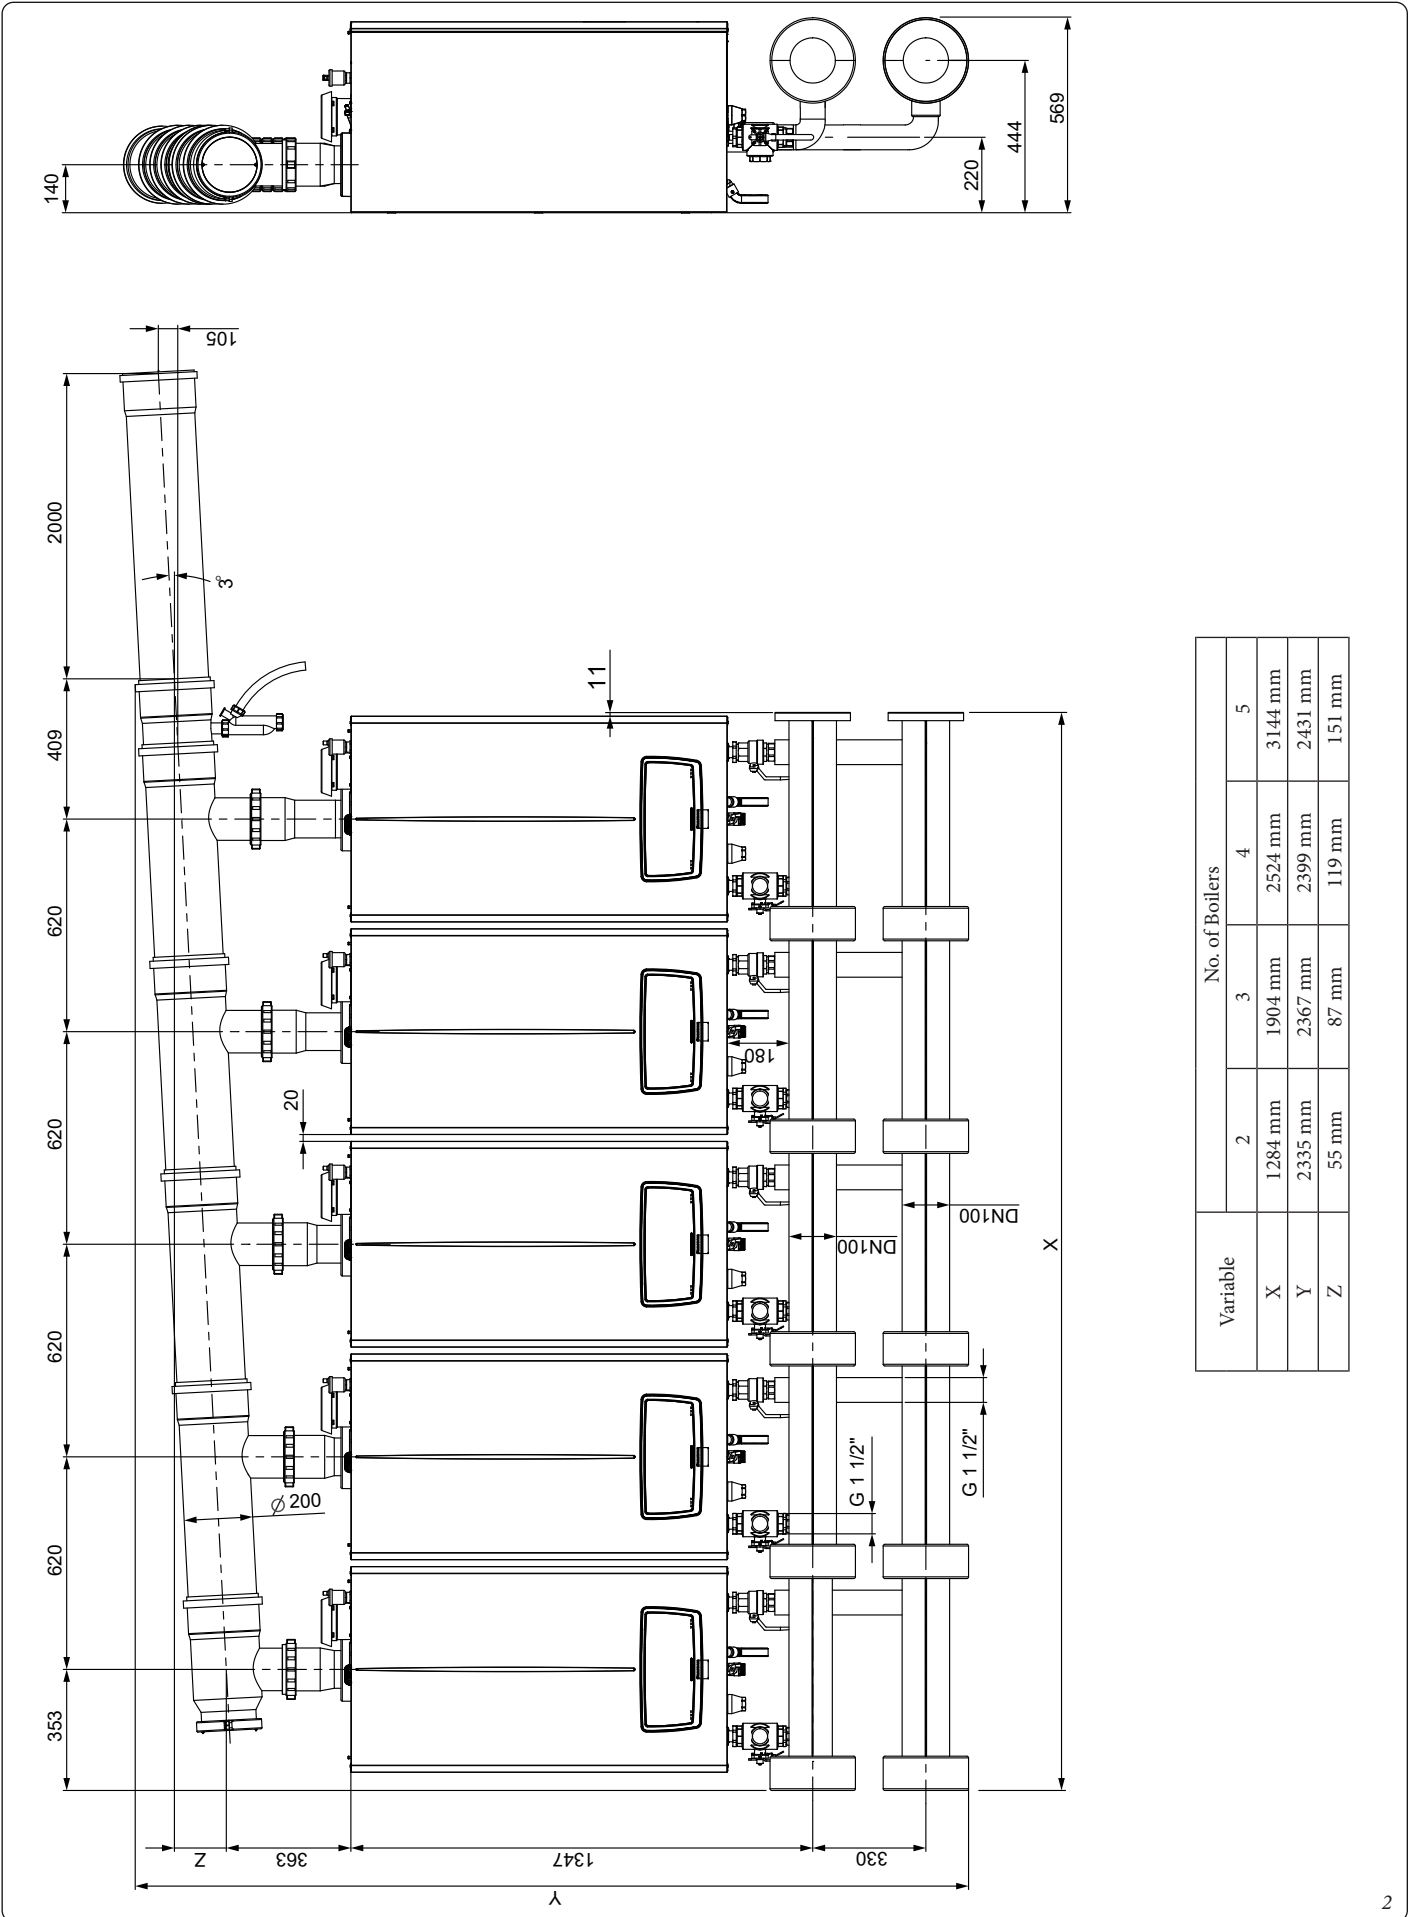 140
220
444
569
105
2000
3°
409
11
620
620
180
20
620
DN100
DN100
X
620
G 1 1/2"
G 1 1/2"
Ø 200
353
Z
363
1347
330
Y
Variable No. of Boilers
2 3 4 5
X 1284 mm 1904 mm 2524 mm 3144 mm
Y 2335 mm 2367 mm 2399 mm 2431 mm
Z 55 mm 87 mm 119 mm 151 mm
2